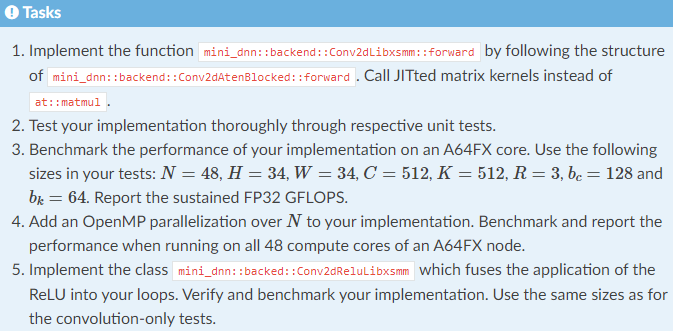 Tasks
1. Implement the function mini_dnn::backend::Conv2dLibxsmm::forward by following the structure
of mini_dnn::backend::Conv2dAtenBlocked::forward . Call JITted matrix kernels instead of
at::matmul .
2. Test your implementation thoroughly through respective unit tests.
3. Benchmark the performance of your implementation on an A64FX core. Use the following
sizes in your tests: N = 48, H = 34, W = 34, C = 512, K = 512, R = 3, b_c = 128 and
b_k = 64. Report the sustained FP32 GFLOPS.
4. Add an OpenMP parallelization over N to your implementation. Benchmark and report the
performance when running on all 48 compute cores of an A64FX node.
5. Implement the class mini_dnn::backed::Conv2dReluLibxsmm which fuses the application of the
ReLU into your loops. Verify and benchmark your implementation. Use the same sizes as for
the convolution-only tests.